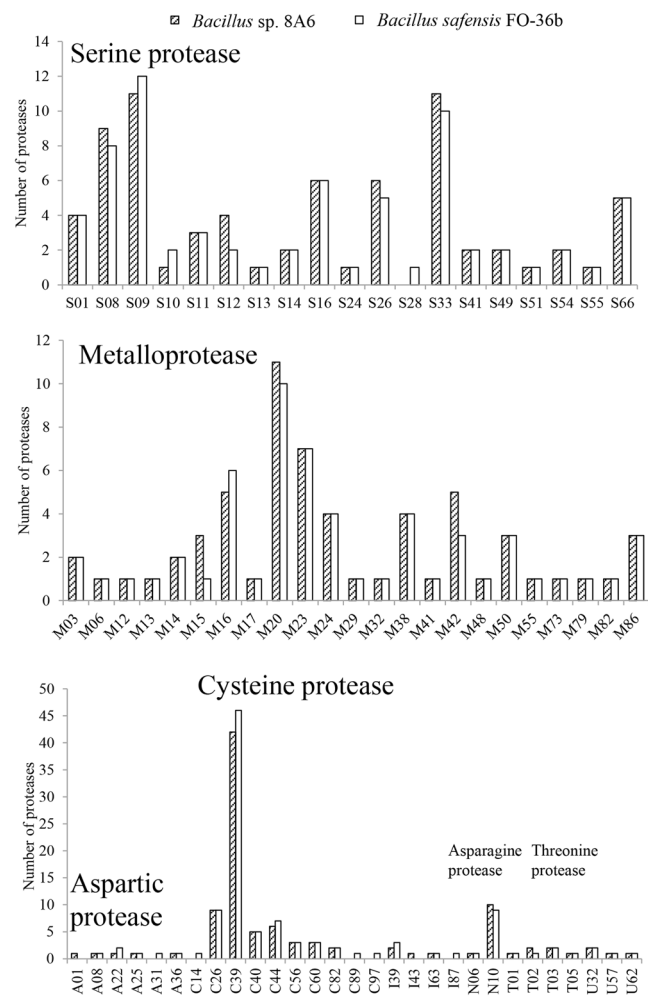 Bacillus sp. 8A6 Bacillus safensis FO-36b
Serine protease
Number of proteases
14
12
10
8
6
4
2
0
S01 S08 S09 S10 S11 S12 S13 S14 S16 S24 S26 S28 S33 S41 S49 S51 S54 S55 S66
Metalloprotease
Number of proteases
12
10
8
6
4
2
0
M03 M06 M12 M13 M14 M15 M16 M17 M20 M23 M24 M29 M32 M38 M41 M42 M48 M50 M55 M73 M79 M82 M86
Cysteine protease
Number of proteases
50
45
40
35
30
25
20
15
10
5
0
Aspartic
protease
Asparagine
protease
Threonine
protease
A01 A08 A22 A25 A31 A36 C14 C26 C39 C40 C44 C56 C60 C82 C89 C97 I39 I43 I63 I87 N06 N10 T01 T02 T03 T05 U32 U57 U62